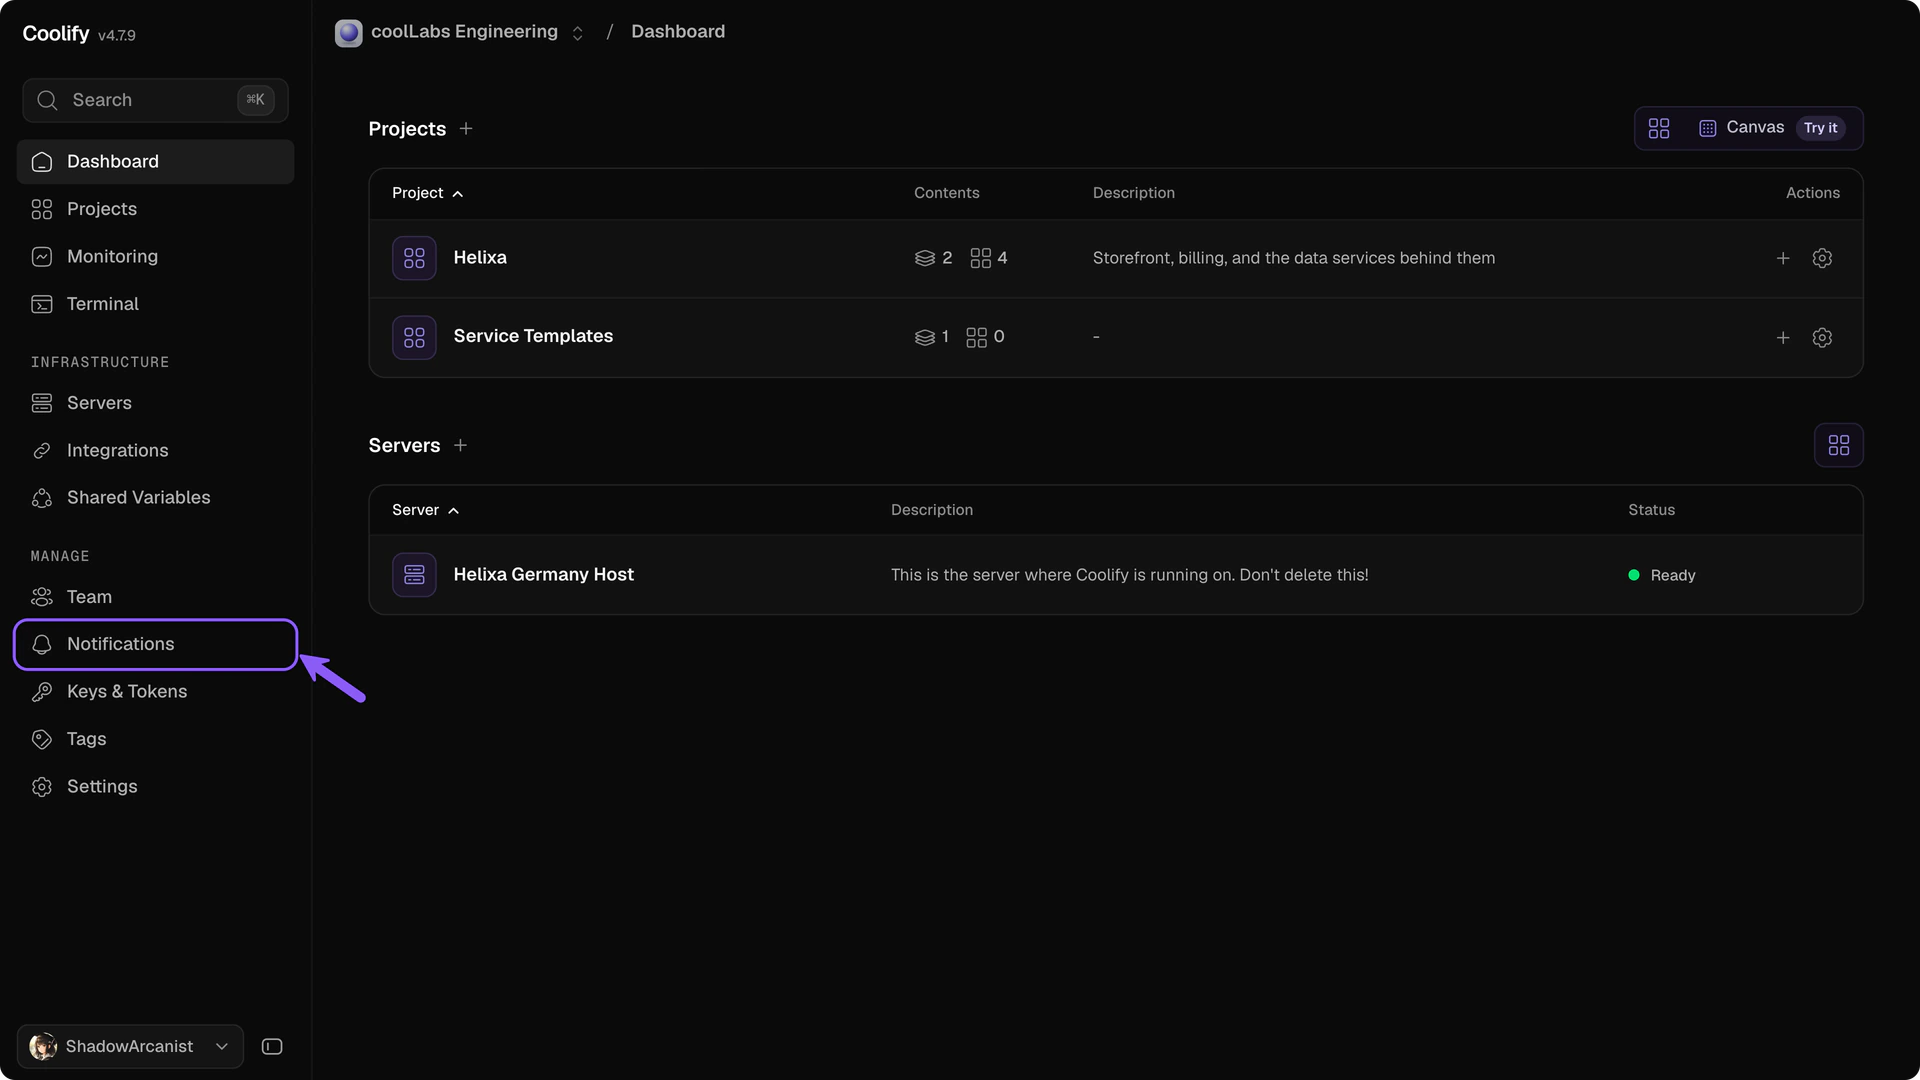 Coolify v4.7.9
Search ⌘K
Dashboard
Projects
Monitoring
Terminal
INFRASTRUCTURE
Servers
Integrations
Shared Variables
MANAGE
Team
Notifications
Keys & Tokens
Tags
Settings
ShadowArcanist
coolLabs Engineering / Dashboard
Projects +
Canvas Try it
Project Contents Description Actions
Helixa 2 4 Storefront, billing, and the data services behind them +
Service Templates 1 0 - +
Servers +
Server Description Status
Helixa Germany Host This is the server where Coolify is running on. Don't delete this! Ready